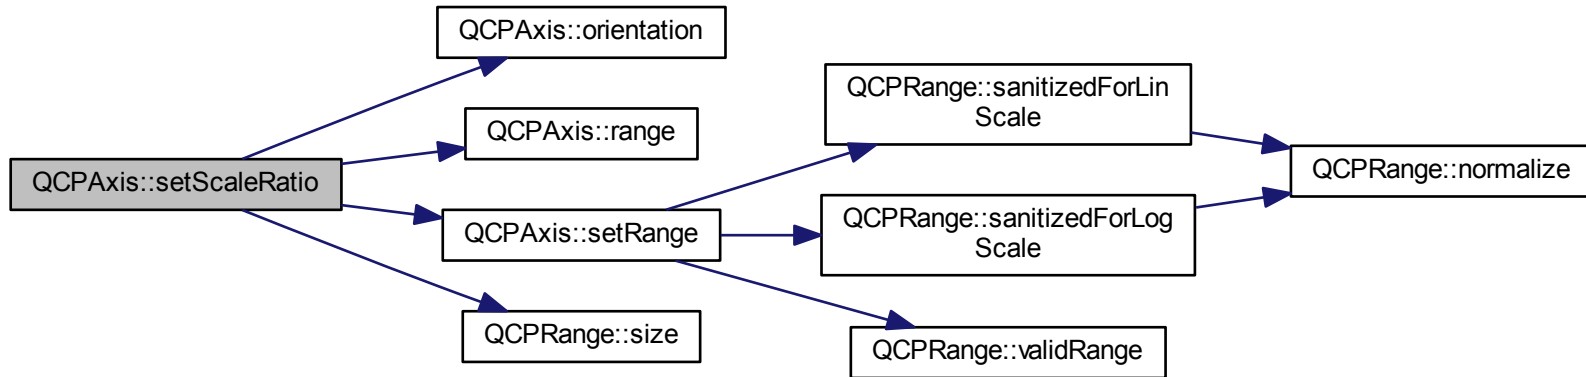 QCPAxis::setScaleRatio
QCPAxis::orientation
QCPAxis::range
QCPAxis::setRange
QCPRange::size
QCPRange::sanitizedForLin
Scale
QCPRange::sanitizedForLog
Scale
QCPRange::validRange
QCPRange::normalize